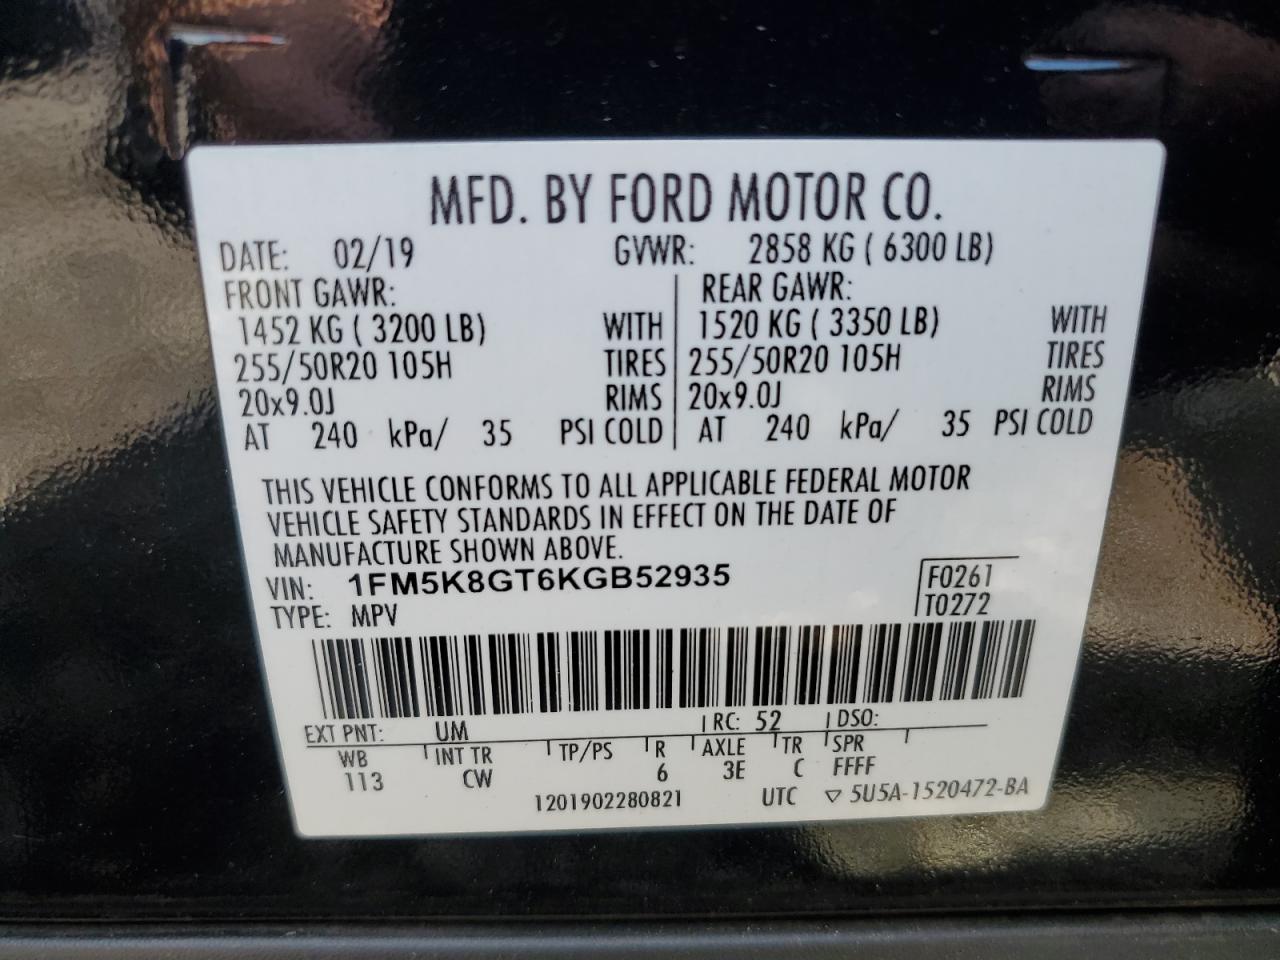 MFD. BY FORD MOTOR CO.
DATE: 02/19 GVWR: 2858 KG ( 6300 LB)
FRONT GAWR: REAR GAWR:
1452 KG ( 3200 LB) WITH 1520 KG ( 3350 LB) WITH
255/50R20 105H TIRES 255/50R20 105H TIRES
20x9.0J RIMS 20x9.0J RIMS
AT 240 kPa/ 35 PSI COLD AT 240 kPa/ 35 PSI COLD
THIS VEHICLE CONFORMS TO ALL APPLICABLE FEDERAL MOTOR
VEHICLE SAFETY STANDARDS IN EFFECT ON THE DATE OF
MANUFACTURE SHOWN ABOVE.
VIN: 1FM5K8GT6KGB52935 F0261
TYPE: MPV T0272
EXT PNT: UM RC: 52 DSO:
WB INT TR TP/PS R AXLE TR SPR
113 CW 6 3E C FFFF
1201902280821 UTC ▽ 5U5A-1520472-BA